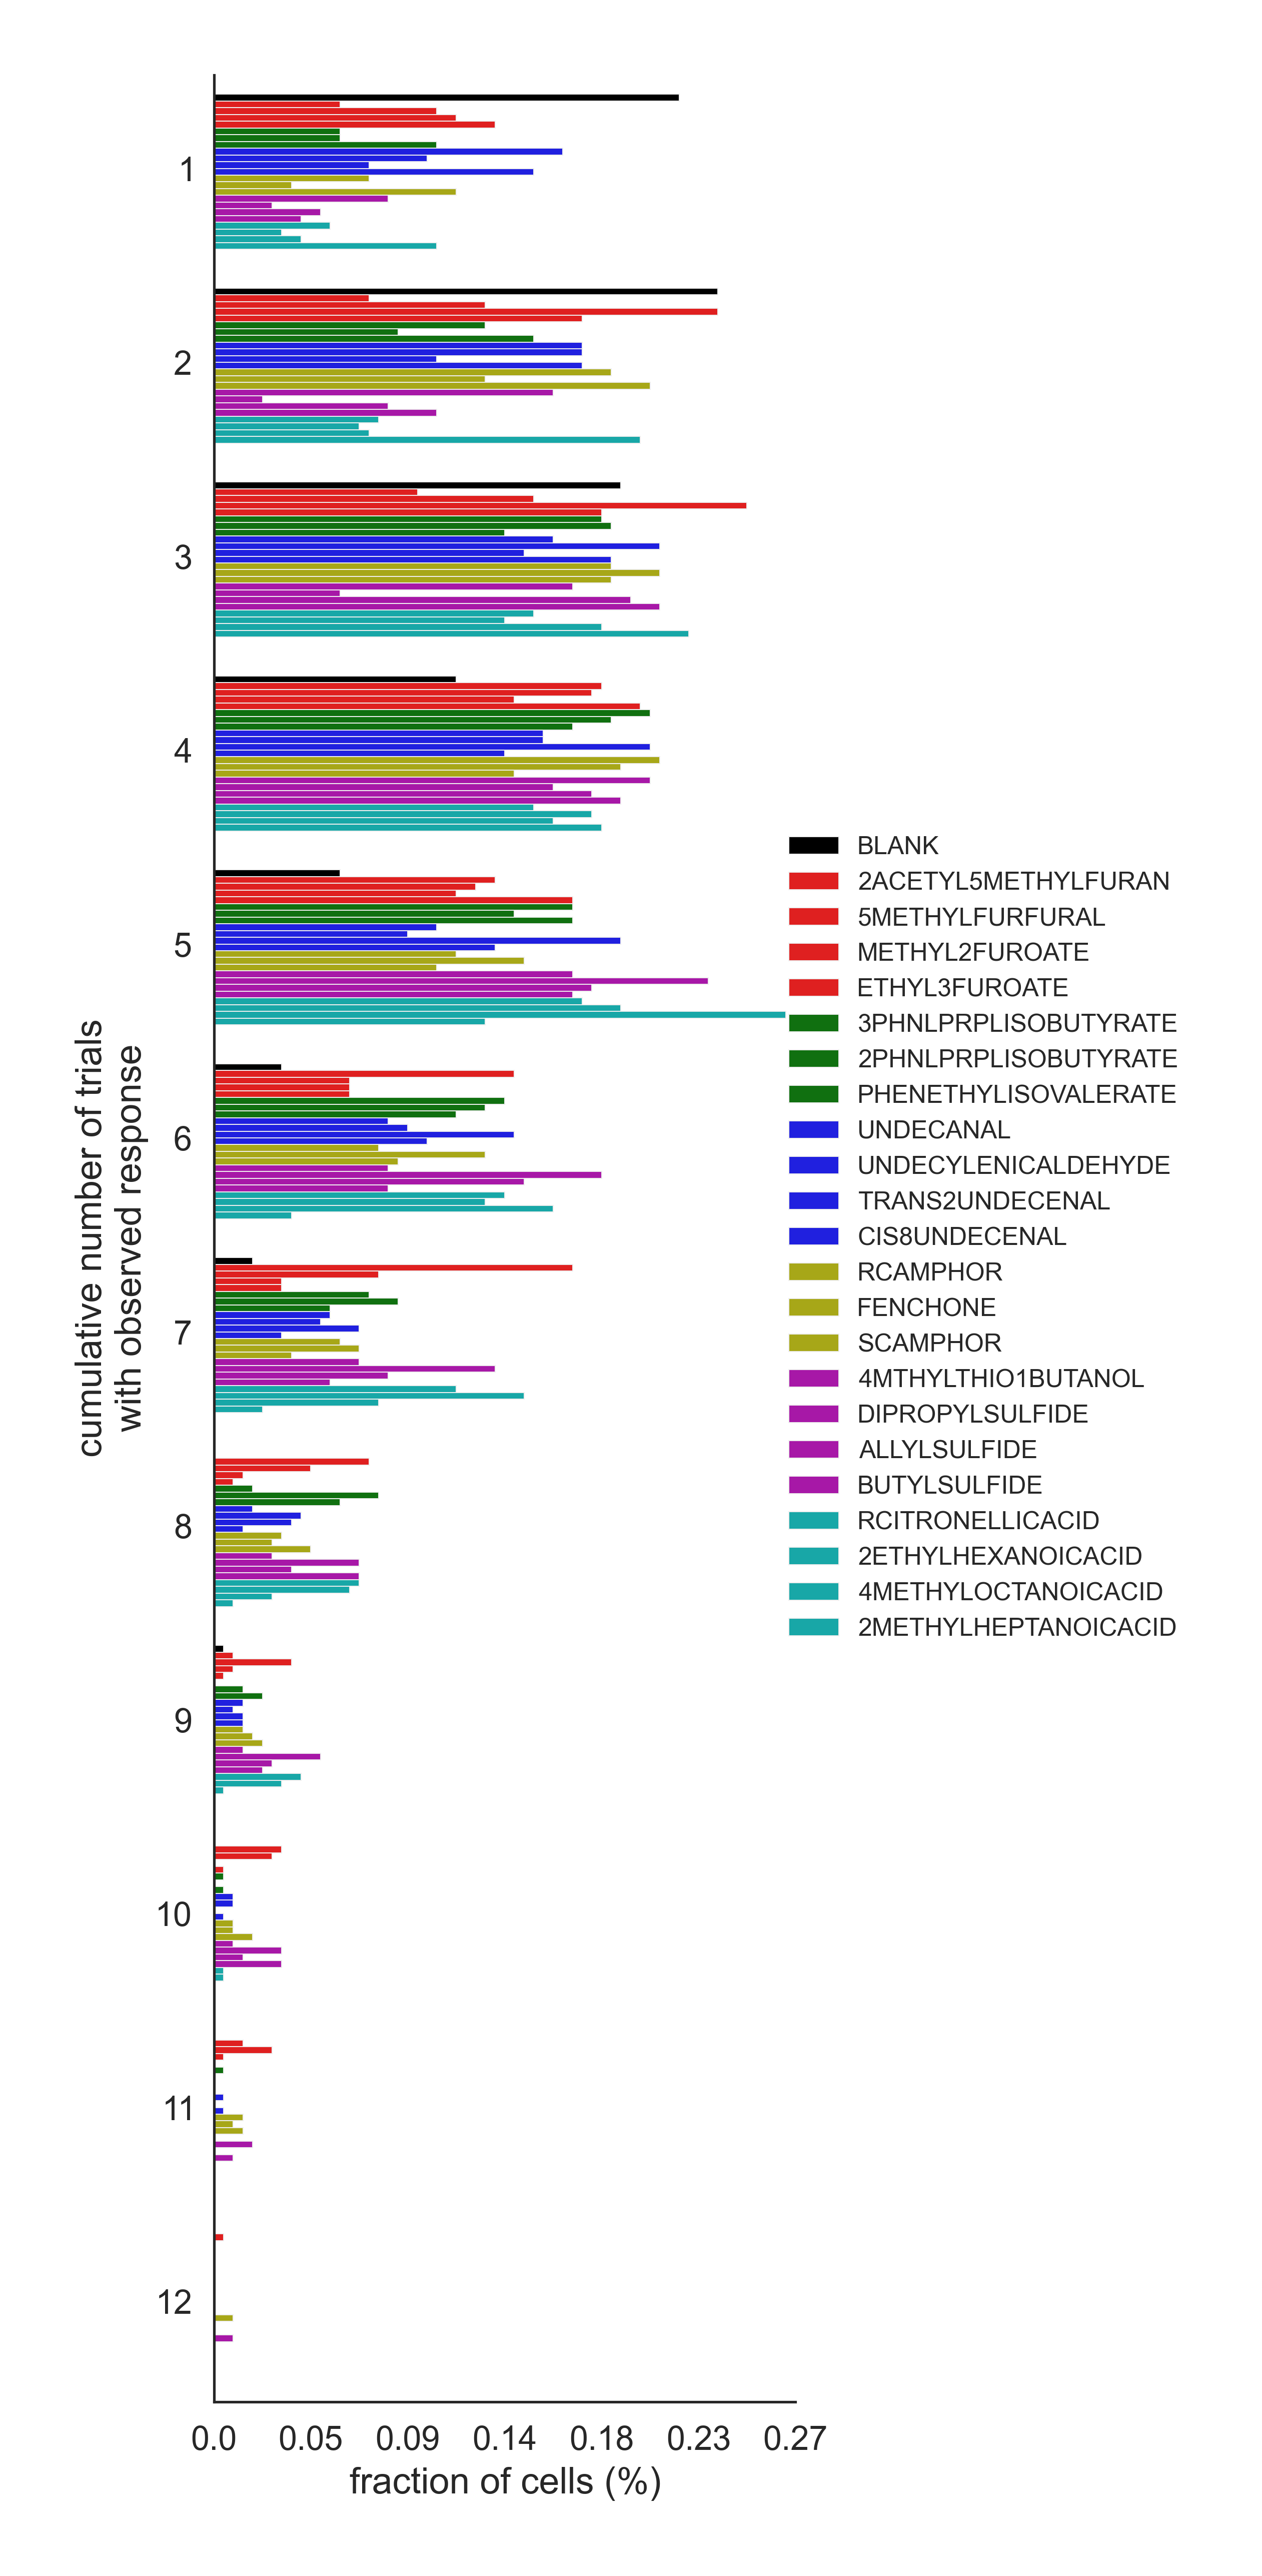 1
2
3
4
5
6
7
8
9
10
11
12
cumulative number of trials
with observed response
BLANK
2ACETYL5METHYLFURAN
5METHYLFURFURAL
METHYL2FUROATE
ETHYL3FUROATE
3PHNLPRPLISOBUTYRATE
2PHNLPRPLISOBUTYRATE
PHENETHYLISOVALERATE
UNDECANAL
UNDECYLENICALDEHYDE
TRANS2UNDECENAL
CIS8UNDECENAL
RCAMPHOR
FENCHONE
SCAMPHOR
4MTHYLTHIO1BUTANOL
DIPROPYLSULFIDE
ALLYLSULFIDE
BUTYLSULFIDE
RCITRONELLICACID
2ETHYLHEXANOICACID
4METHYLOCTANOICACID
2METHYLHEPTANOICACID
0.0 0.05 0.09 0.14 0.18 0.23 0.27
fraction of cells (%)